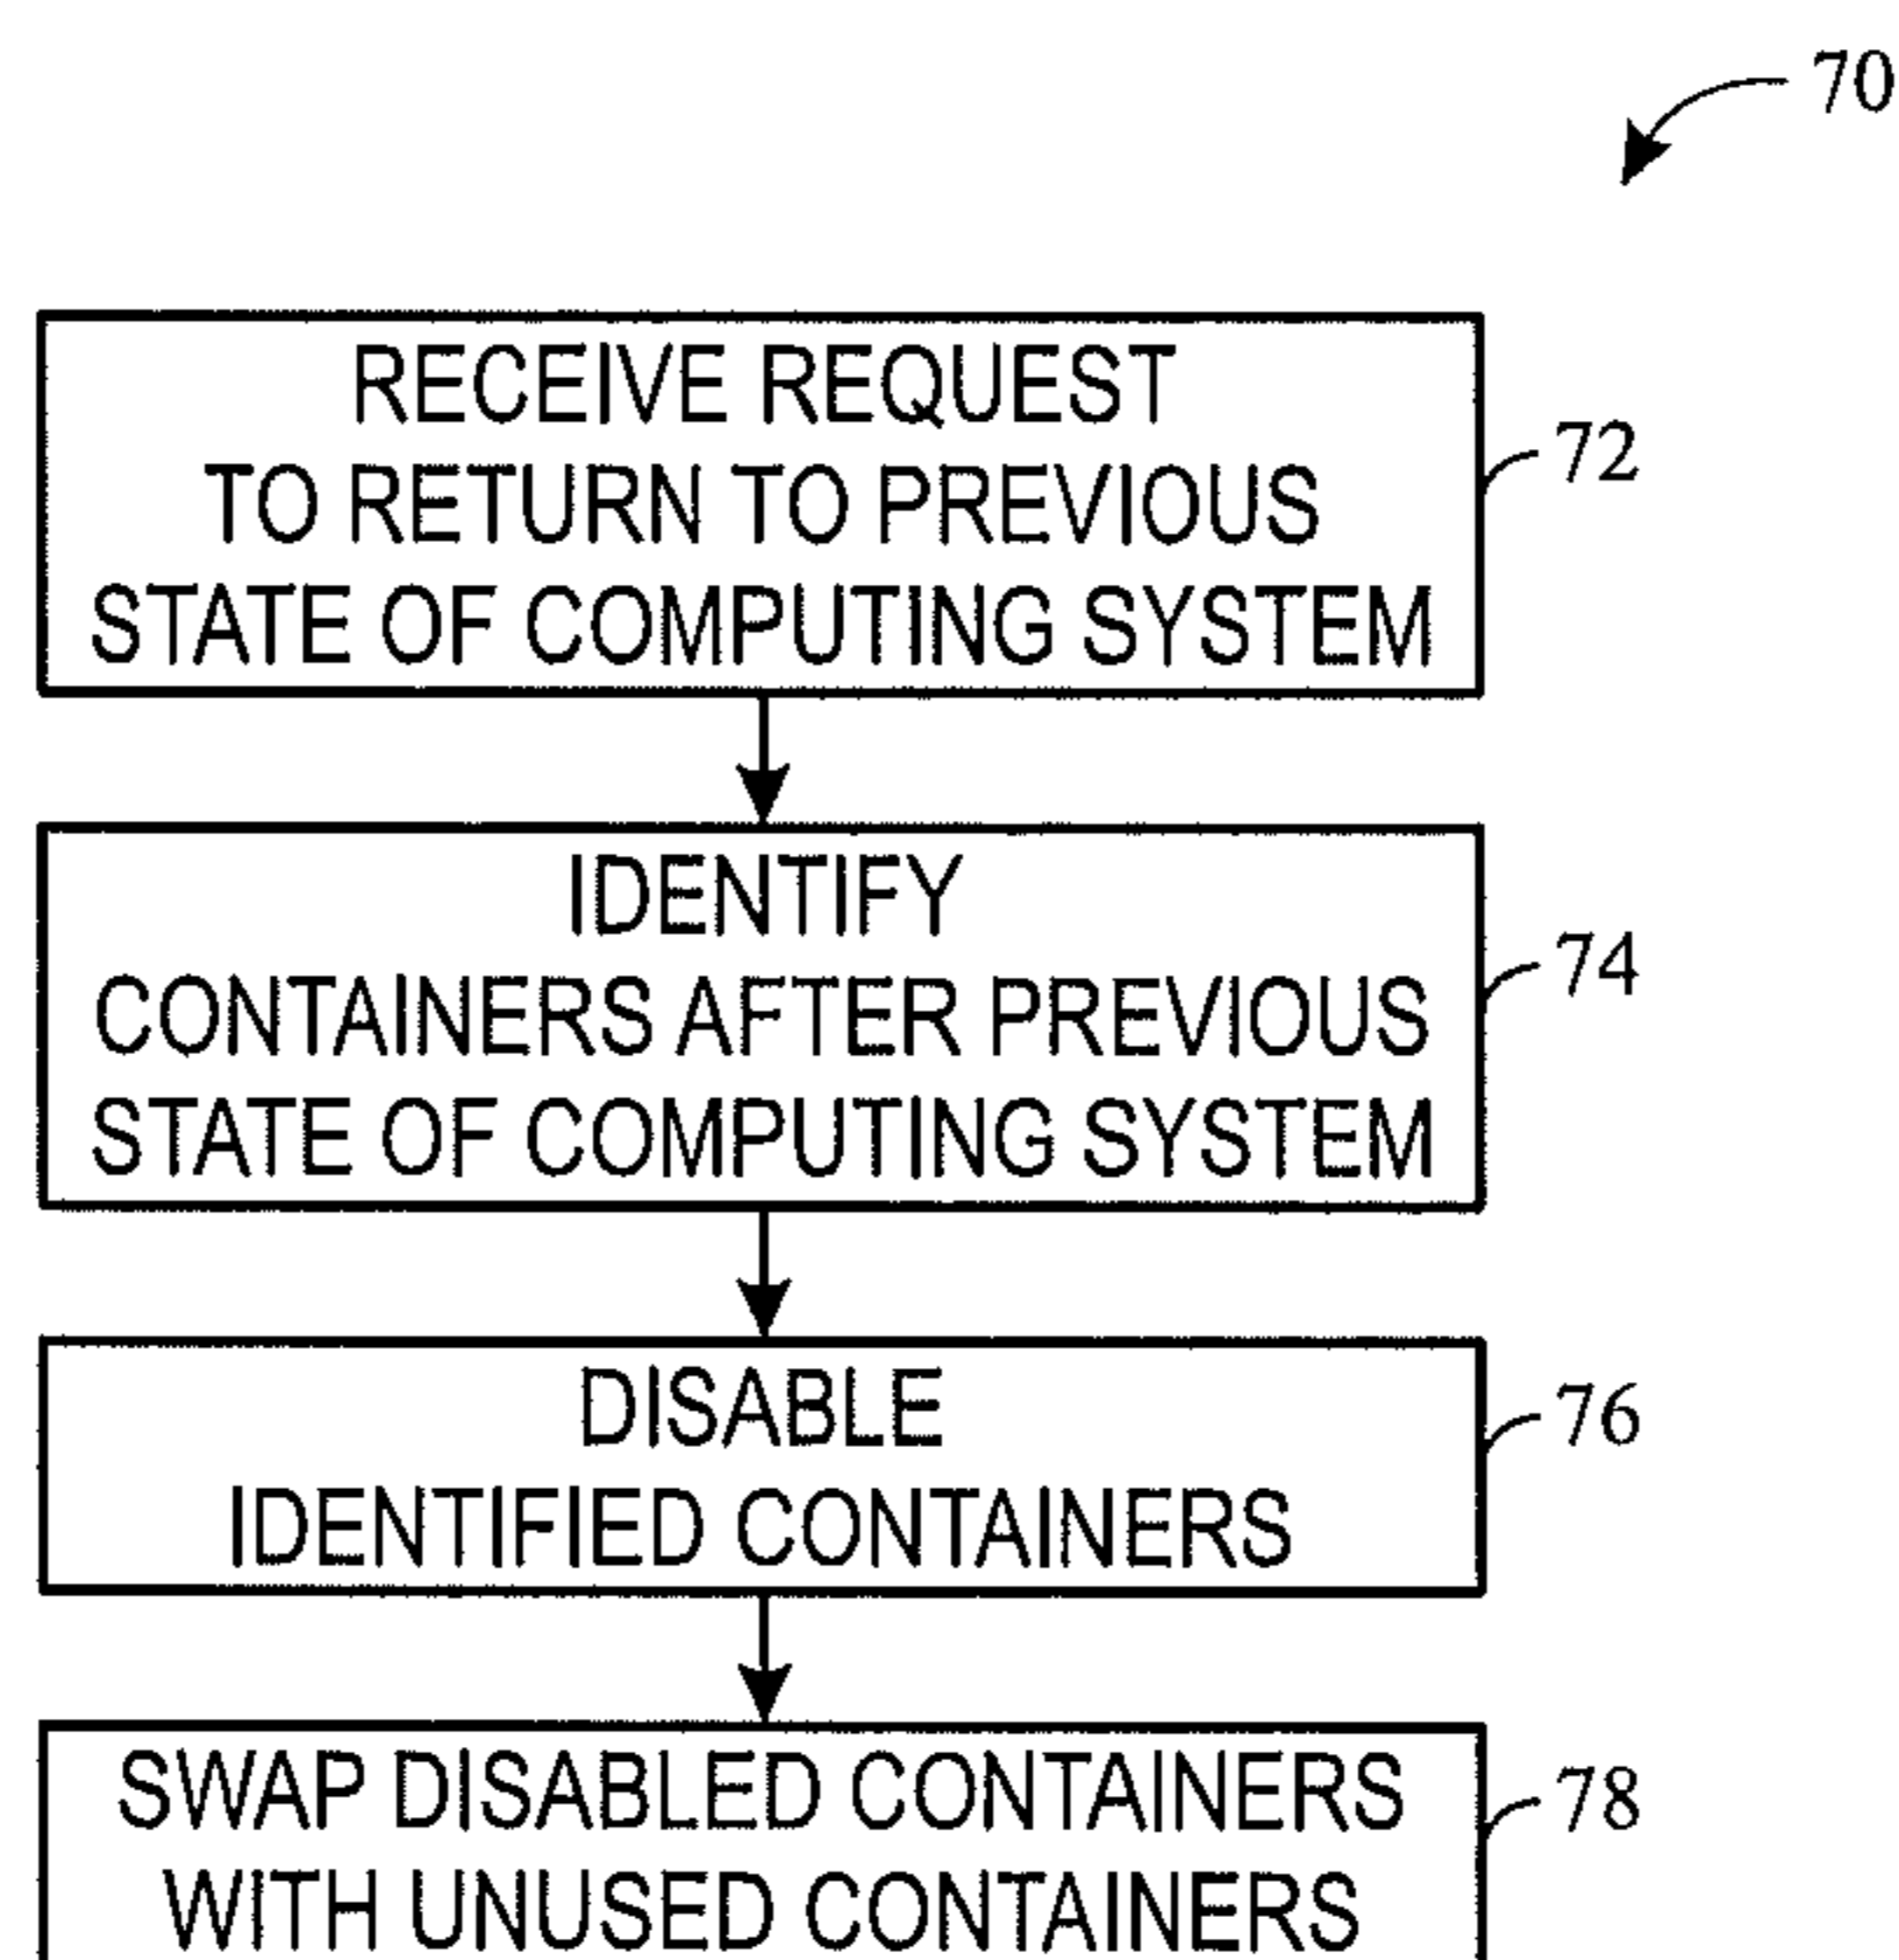 70
RECEIVE REQUEST
TO RETURN TO PREVIOUS
STATE OF COMPUTING SYSTEM
72
IDENTIFY
CONTAINERS AFTER PREVIOUS
STATE OF COMPUTING SYSTEM
74
DISABLE
IDENTIFIED CONTAINERS
76
SWAP DISABLED CONTAINERS
WITH UNUSED CONTAINERS
78